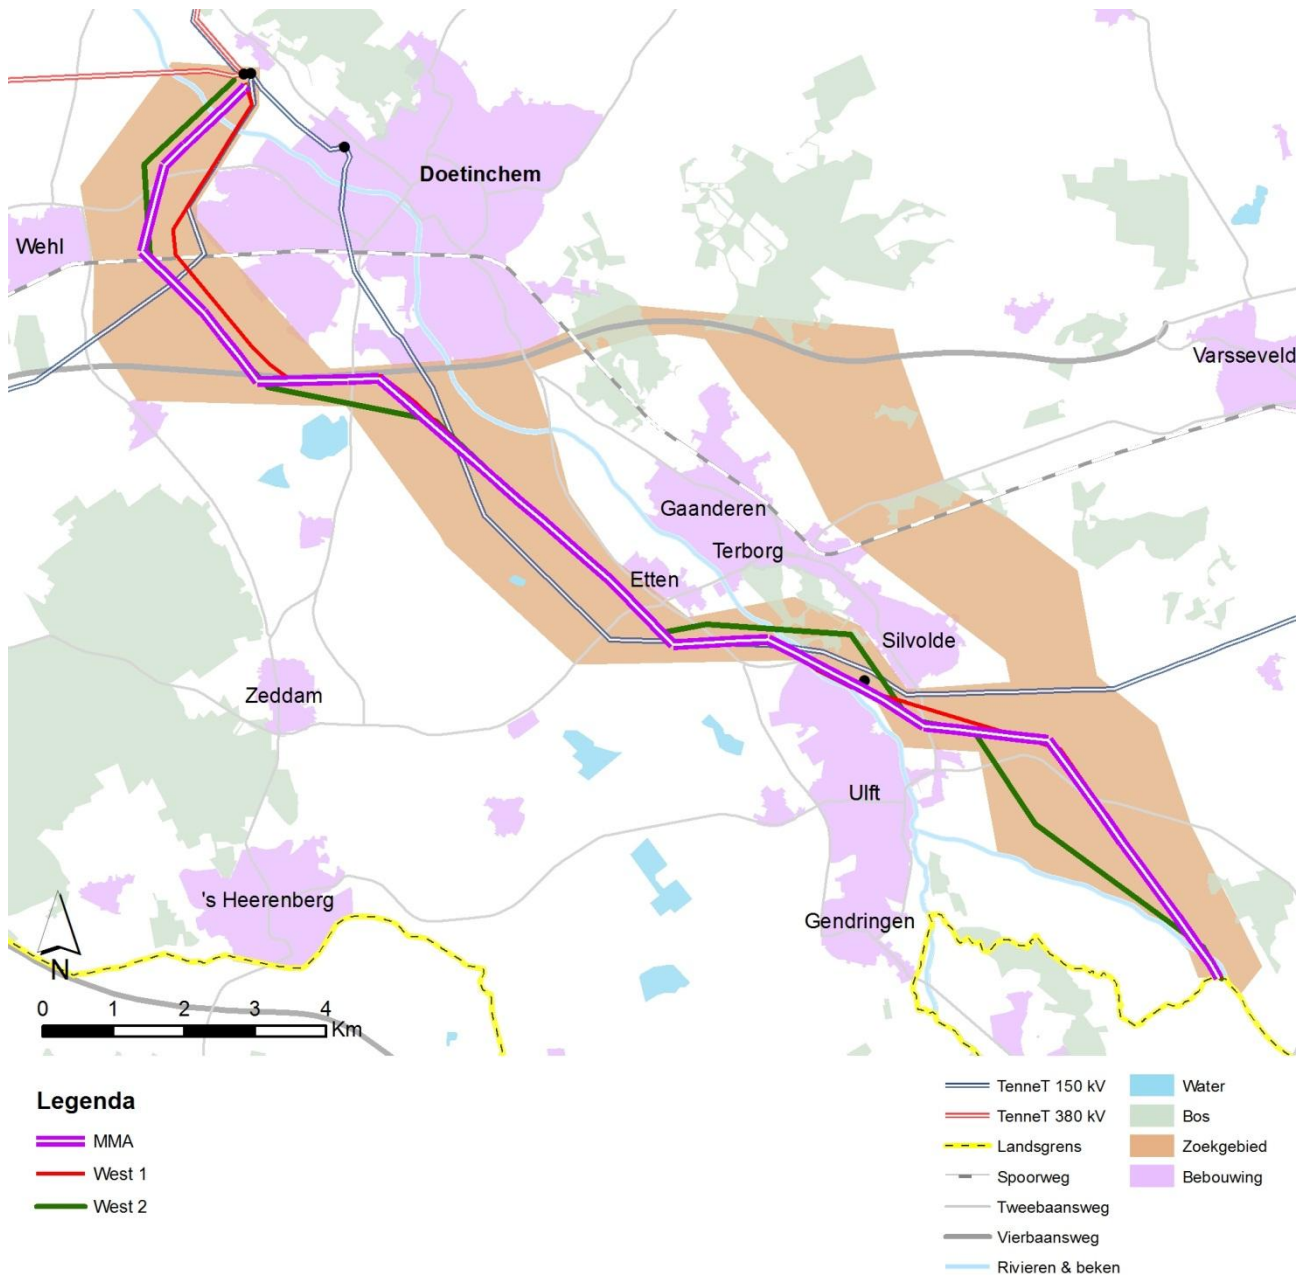 Doetinchem
Wehl
Varsseveld
Gaanderen
Terborg
Etten
Silvolde
Zeddam
Ulft
's Heerenberg
Gendringen
N
0 1 2 3 4
Km
Legenda
MMA
West 1
West 2
TenneT 150 kV
TenneT 380 kV
Landsgrens
Spoorweg
Tweebaansweg
Vierbaansweg
Rivieren & beken
Water
Bos
Zoekgebied
Bebouwing